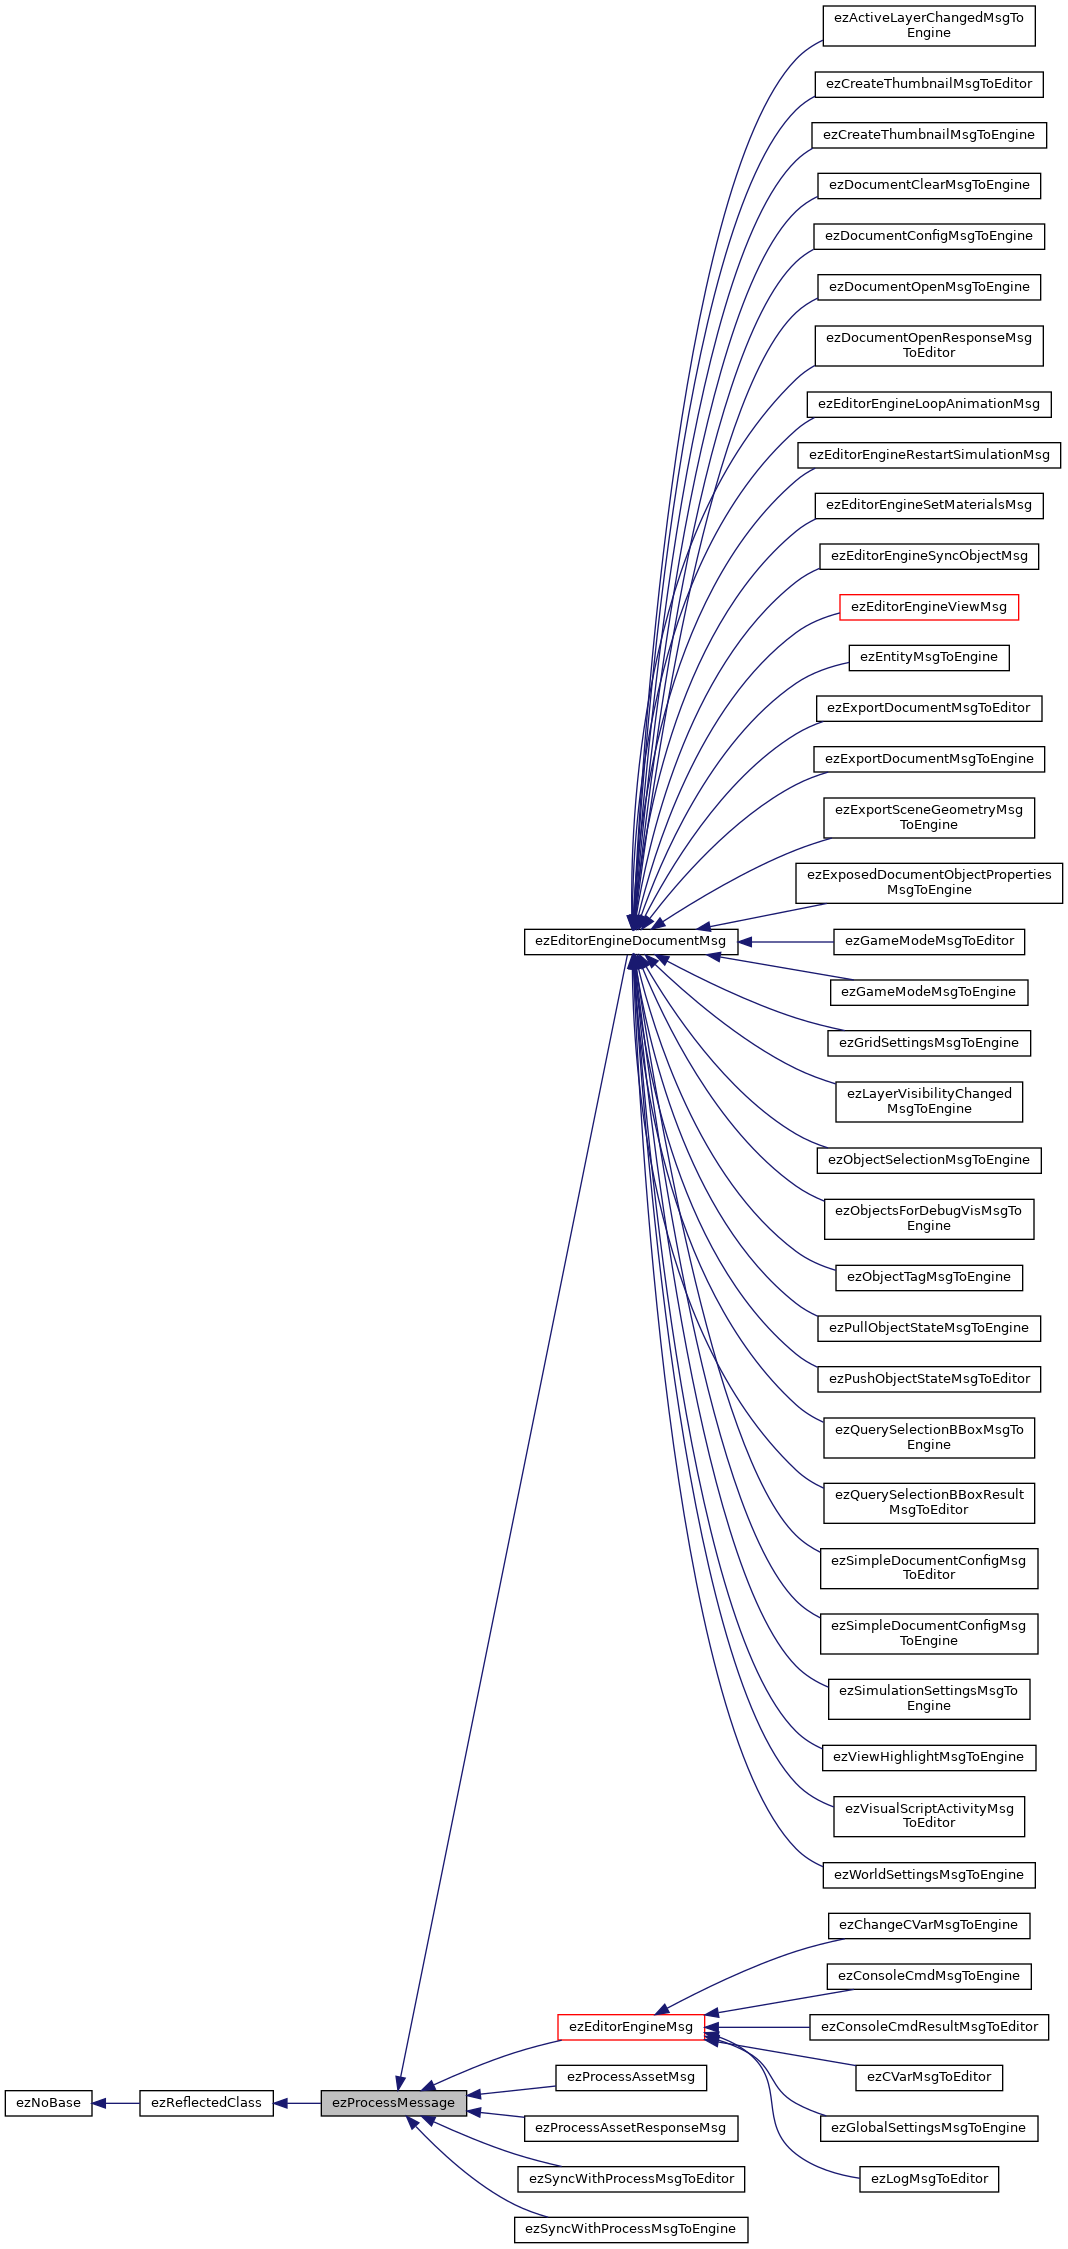 ezActiveLayerChangedMsgTo
Engine
ezCreateThumbnailMsgToEditor
ezCreateThumbnailMsgToEngine
ezDocumentClearMsgToEngine
ezDocumentConfigMsgToEngine
ezDocumentOpenMsgToEngine
ezDocumentOpenResponseMsg
ToEditor
ezEditorEngineLoopAnimationMsg
ezEditorEngineRestartSimulationMsg
ezEditorEngineSetMaterialsMsg
ezEditorEngineSyncObjectMsg
ezEditorEngineViewMsg
ezEntityMsgToEngine
ezExportDocumentMsgToEditor
ezExportDocumentMsgToEngine
ezExportSceneGeometryMsg
ToEngine
ezExposedDocumentObjectProperties
MsgToEngine
ezEditorEngineDocumentMsg
ezGameModeMsgToEditor
ezGameModeMsgToEngine
ezGridSettingsMsgToEngine
ezLayerVisibilityChanged
MsgToEngine
ezObjectSelectionMsgToEngine
ezObjectsForDebugVisMsgTo
Engine
ezObjectTagMsgToEngine
ezPullObjectStateMsgToEngine
ezPushObjectStateMsgToEditor
ezQuerySelectionBBoxMsgTo
Engine
ezQuerySelectionBBoxResult
MsgToEditor
ezSimpleDocumentConfigMsg
ToEditor
ezSimpleDocumentConfigMsg
ToEngine
ezSimulationSettingsMsgTo
Engine
ezViewHighlightMsgToEngine
ezVisualScriptActivityMsg
ToEditor
ezWorldSettingsMsgToEngine
ezChangeCVarMsgToEngine
ezConsoleCmdMsgToEngine
ezEditorEngineMsg
ezConsoleCmdResultMsgToEditor
ezProcessAssetMsg
ezCVarMsgToEditor
ezNoBase
ezReflectedClass
ezProcessMessage
ezProcessAssetResponseMsg
ezGlobalSettingsMsgToEngine
ezSyncWithProcessMsgToEditor
ezLogMsgToEditor
ezSyncWithProcessMsgToEngine